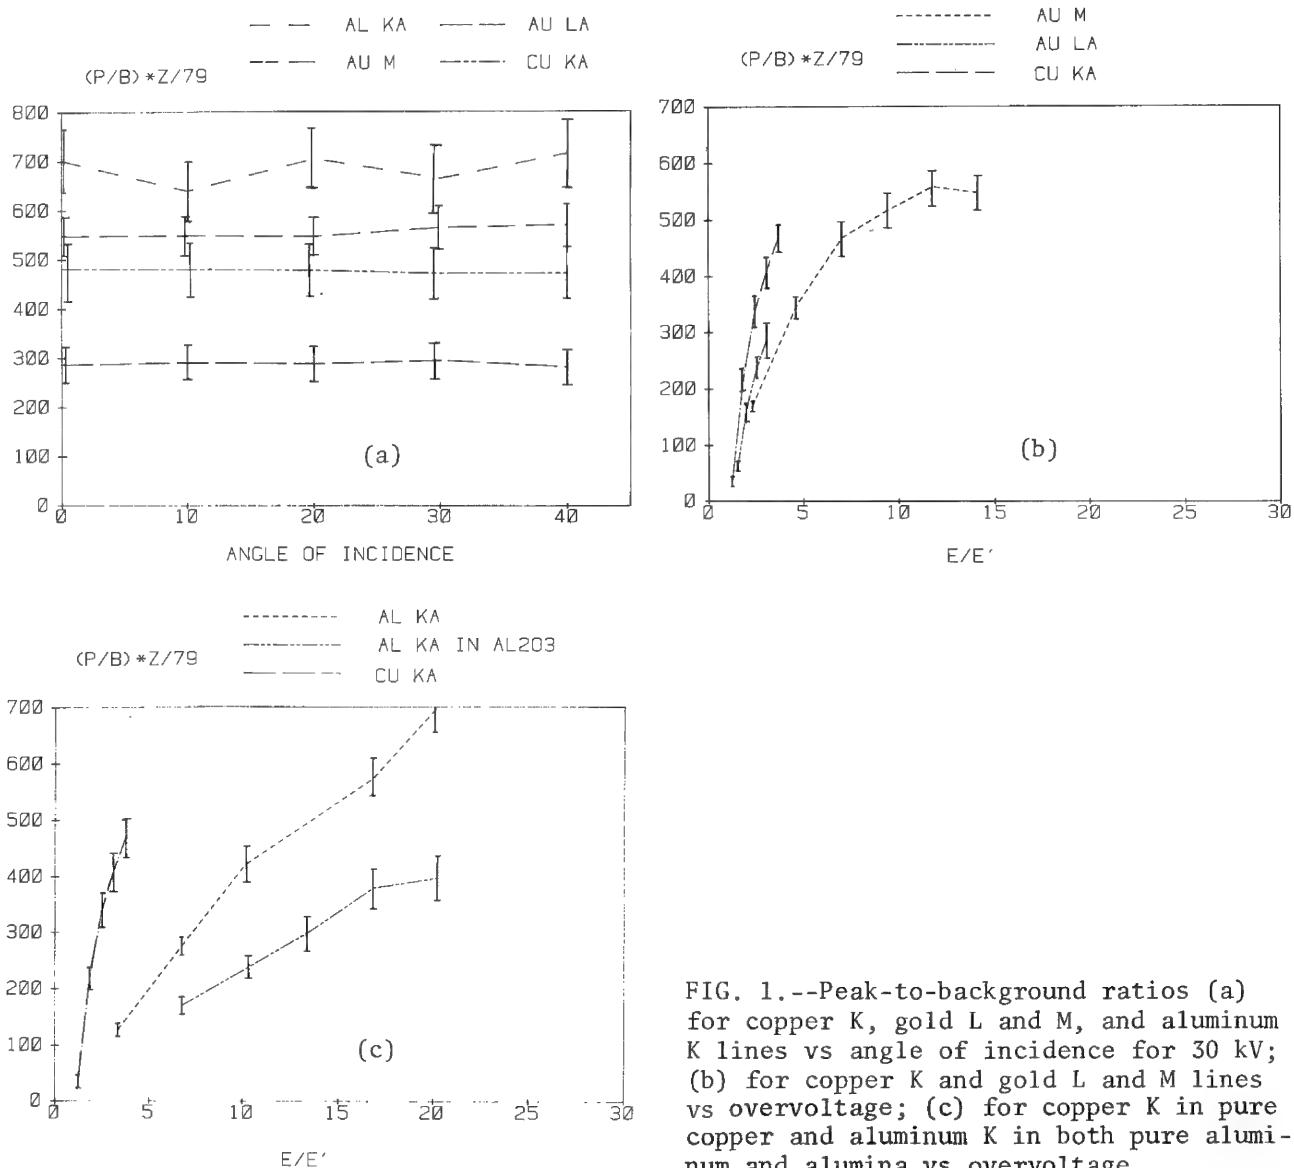 AL KA AU LA
AU M CU KA
(P/B)*Z/79
800
700
600
500
400
300
200
100
0
0 10 20 30 40
ANGLE OF INCIDENCE
(a)
AU M
AU LA
CU KA
(P/B)*Z/79
700
600
500
400
300
200
100
0
0 5 10 15 20 25 30
E/E'
(b)
AL KA
AL KA IN AL2O3
CU KA
(P/B)*Z/79
700
600
500
400
300
200
100
0
0 5 10 15 20 25 30
E/E'
(c)
FIG. 1.--Peak-to-background ratios (a)
for copper K, gold L and M, and aluminum
K lines vs angle of incidence for 30 kV;
(b) for copper K and gold L and M lines
vs overvoltage; (c) for copper K in pure
copper and aluminum K in both pure alumi-
num and alumina vs overvoltage